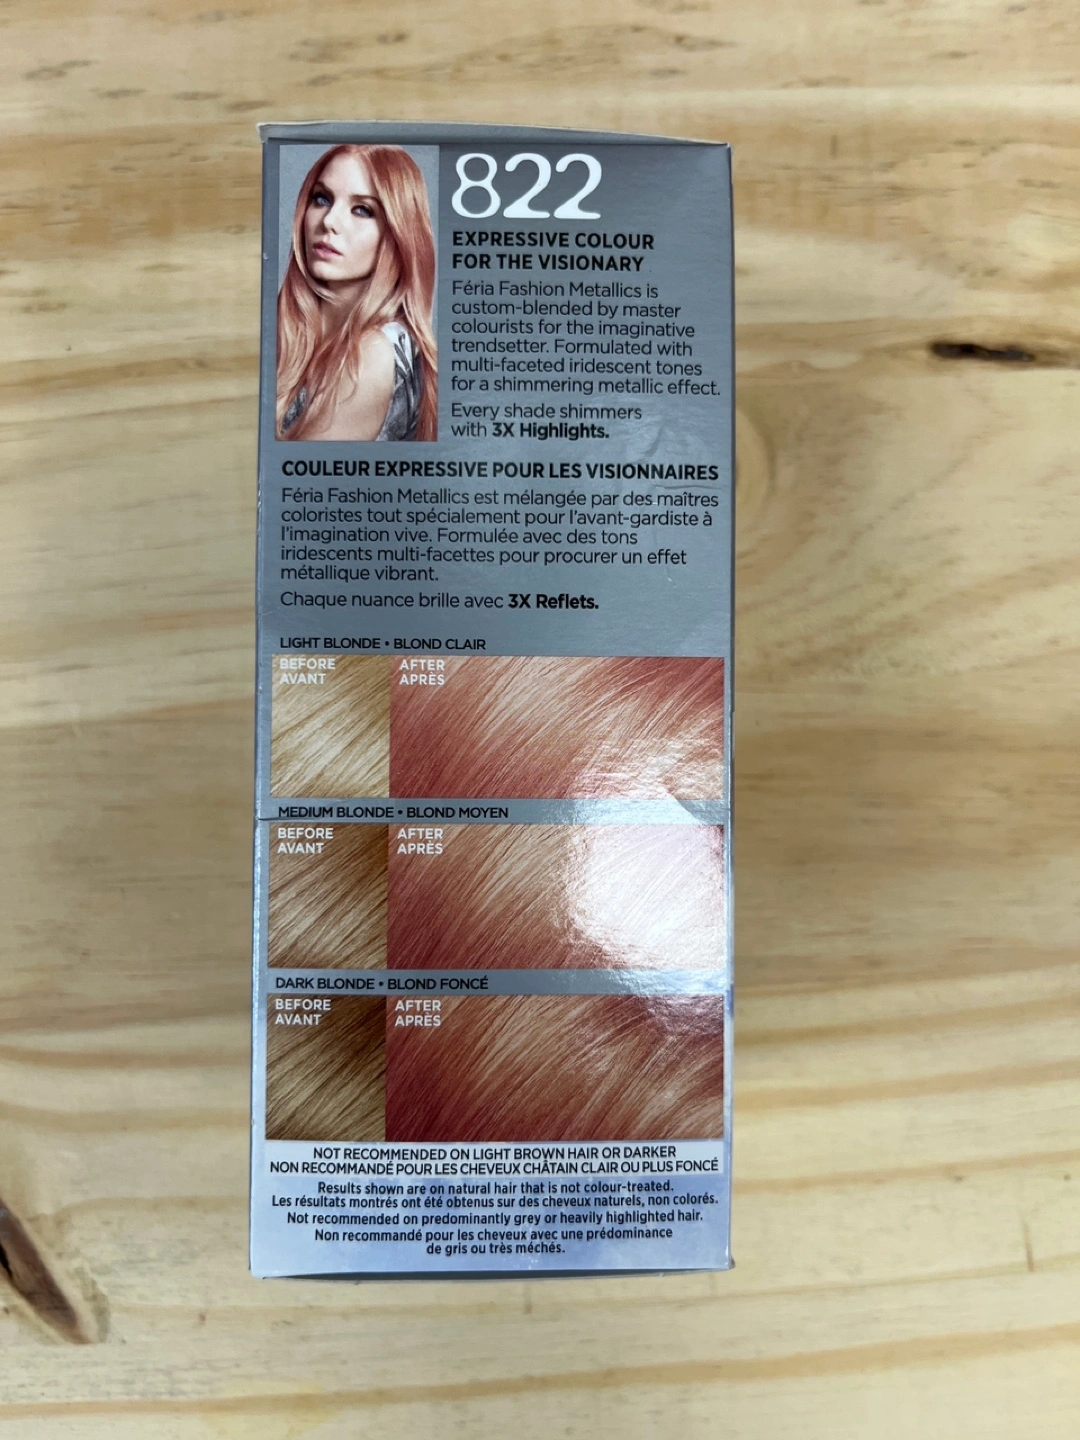 822
EXPRESSIVE COLOUR
FOR THE VISIONARY
Féria Fashion Metallics is
custom-blended by master
colourists for the imaginative
trendsetter. Formulated with
multi-faceted iridescent tones
for a shimmering metallic effect.
Every shade shimmers
with 3X Highlights.
COULEUR EXPRESSIVE POUR LES VISIONNAIRES
Féria Fashion Metallics est mélangée par des maîtres
coloristes tout spécialement pour l'avant-gardiste à
l'imagination vive. Formulée avec des tons
iridescents multi-facettes pour procurer un effet
métallique vibrant.
Chaque nuance brille avec 3X Reflets.
LIGHT BLONDE • BLOND CLAIR
BEFORE
AVANT
AFTER
APRÈS
MEDIUM BLONDE • BLOND MOYEN
BEFORE
AVANT
AFTER
APRÈS
DARK BLONDE • BLOND FONCÉ
BEFORE
AVANT
AFTER
APRÈS
NOT RECOMMENDED ON LIGHT BROWN HAIR OR DARKER
NON RECOMMANDÉ POUR LES CHEVEUX CHÂTAIN CLAIR OU PLUS FONCÉ
Results shown are on natural hair that is not colour-treated.
Les résultats montrés ont été obtenus sur des cheveux naturels, non colorés.
Not recommended on predominantly grey or heavily highlighted hair.
Non recommandé pour les cheveux avec une prédominance
de gris ou très méchés.